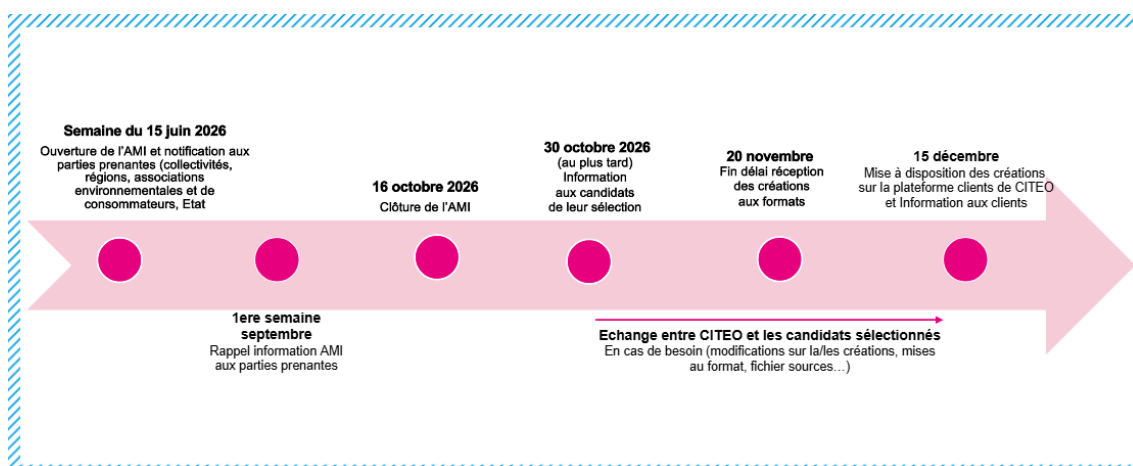 Semaine du 15 juin 2026
Ouverture de l'AMI et notification aux
parties prenantes (collectivités,
régions, associations
environnementales et de
consommateurs, Etat
1ere semaine
septembre
Rappel information AMI
aux parties prenantes
16 octobre 2026
Clôture de l'AMI
30 octobre 2026
(au plus tard)
Information
aux candidats
de leur sélection
20 novembre
Fin délai réception
des créations
aux formats
15 décembre
Mise à disposition des créations
sur la plateforme clients de CITEO
et Information aux clients
Echange entre CITEO et les candidats sélectionnés
En cas de besoin (modifications sur la/les créations, mises
au format, fichier sources…)